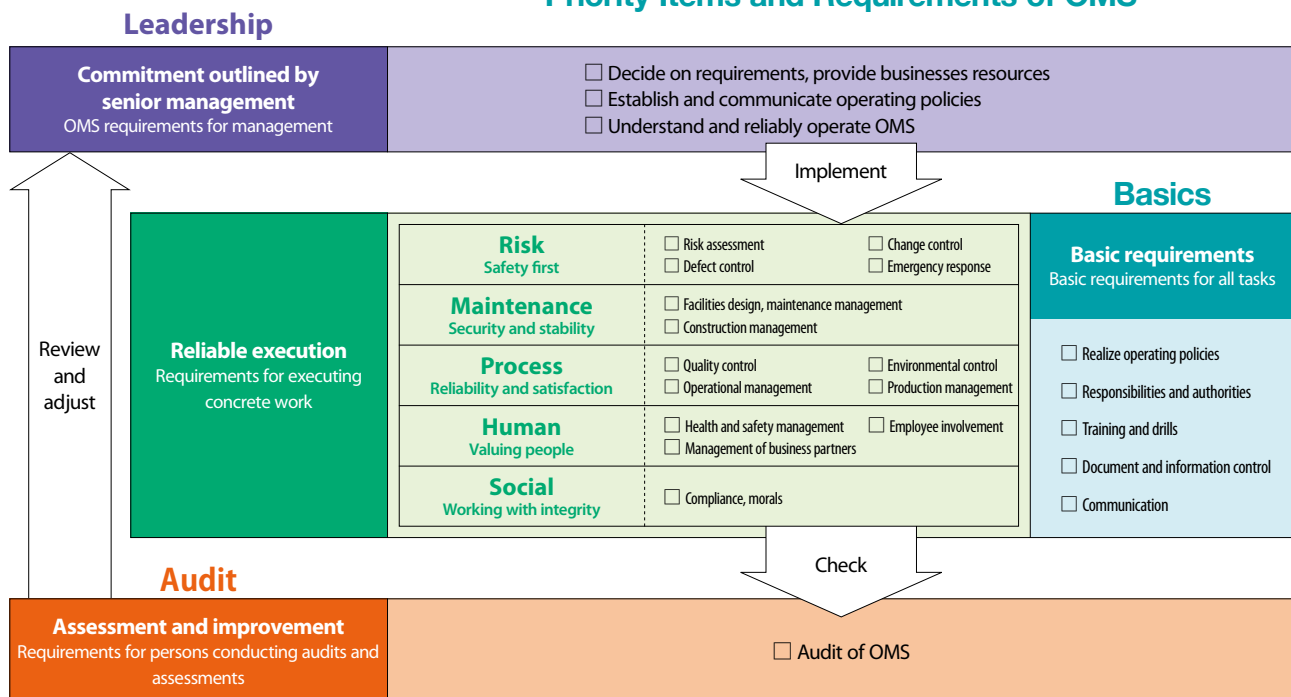 Priority Items and Requirements of OMS
Leadership
Commitment outlined by
senior management
OMS requirements for management
☐ Decide on requirements, provide businesses resources
☐ Establish and communicate operating policies
☐ Understand and reliably operate OMS
Implement
Basics
Review
and
adjust
Reliable execution
Requirements for executing
concrete work
Risk
Safety first
☐ Risk assessment
☐ Change control
☐ Defect control
☐ Emergency response
Maintenance
Security and stability
☐ Facilities design, maintenance management
☐ Construction management
Process
Reliability and satisfaction
☐ Quality control
☐ Environmental control
☐ Operational management
☐ Production management
Human
Valuing people
☐ Health and safety management
☐ Employee involvement
☐ Management of business partners
Social
Working with integrity
☐ Compliance, morals
Basic requirements
Basic requirements for all tasks
☐ Realize operating policies
☐ Responsibilities and authorities
☐ Training and drills
☐ Document and information control
☐ Communication
Check
Audit
Assessment and improvement
Requirements for persons conducting audits and
assessments
☐ Audit of OMS